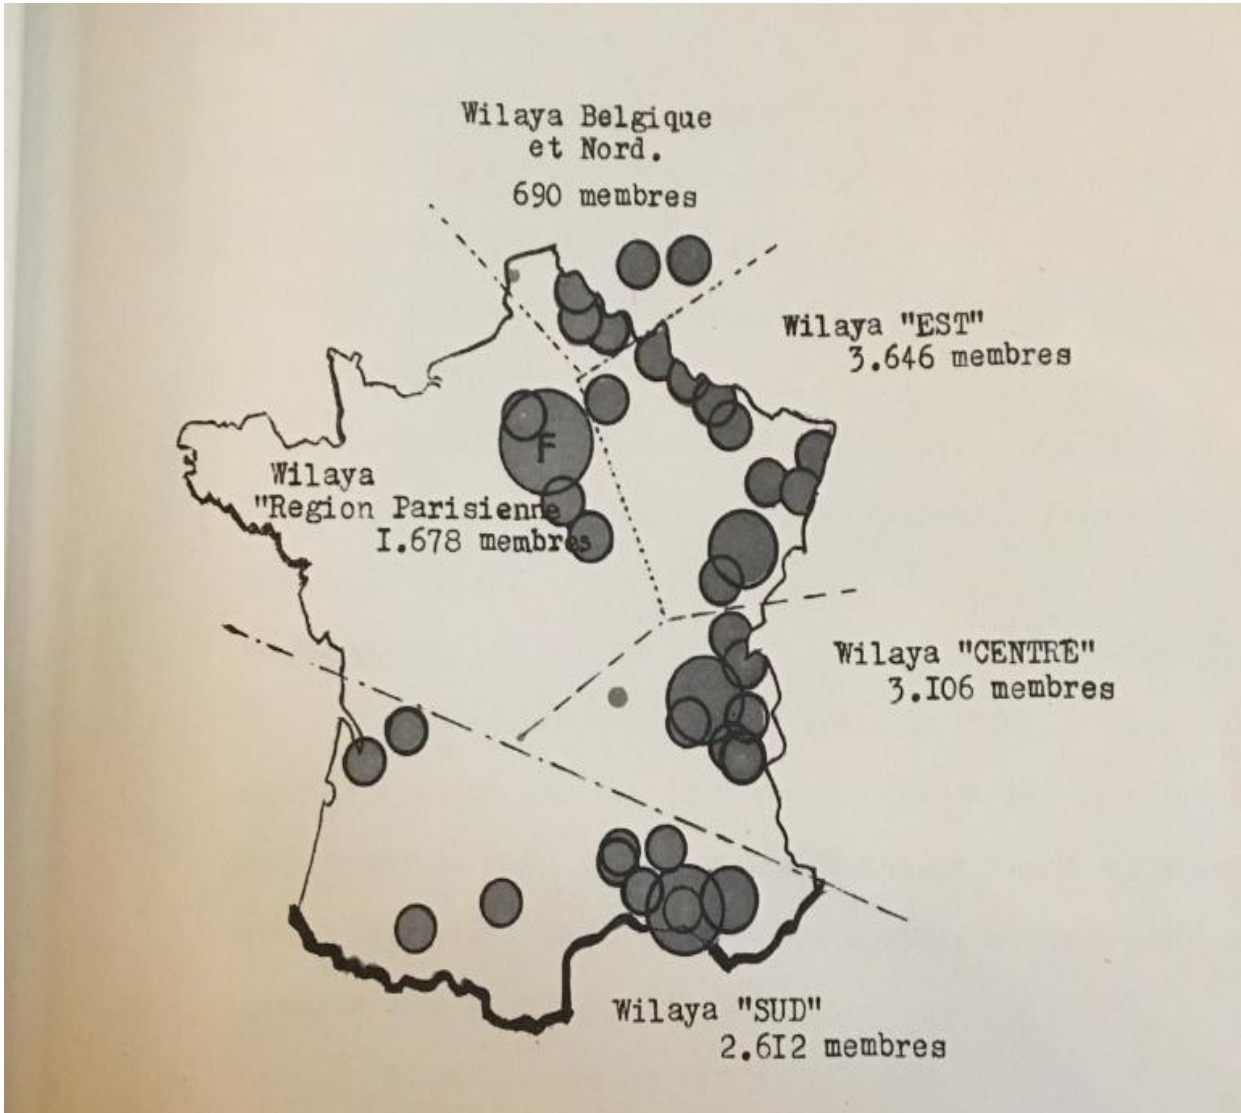 Wilaya Belgique
et Nord.
690 membres
Wilaya "EST"
3.646 membres
F
Wilaya
"Region Parisienne
I.678 membres
Wilaya "CENTRE"
3.I06 membres
Wilaya "SUD"
2.6I2 membres